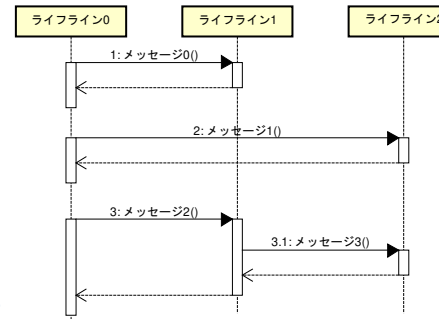 ライフライン0
ライフライン1
ライフライン2
1: メッセージ0()
2: メッセージ1()
3: メッセージ2()
3.1: メッセージ3()